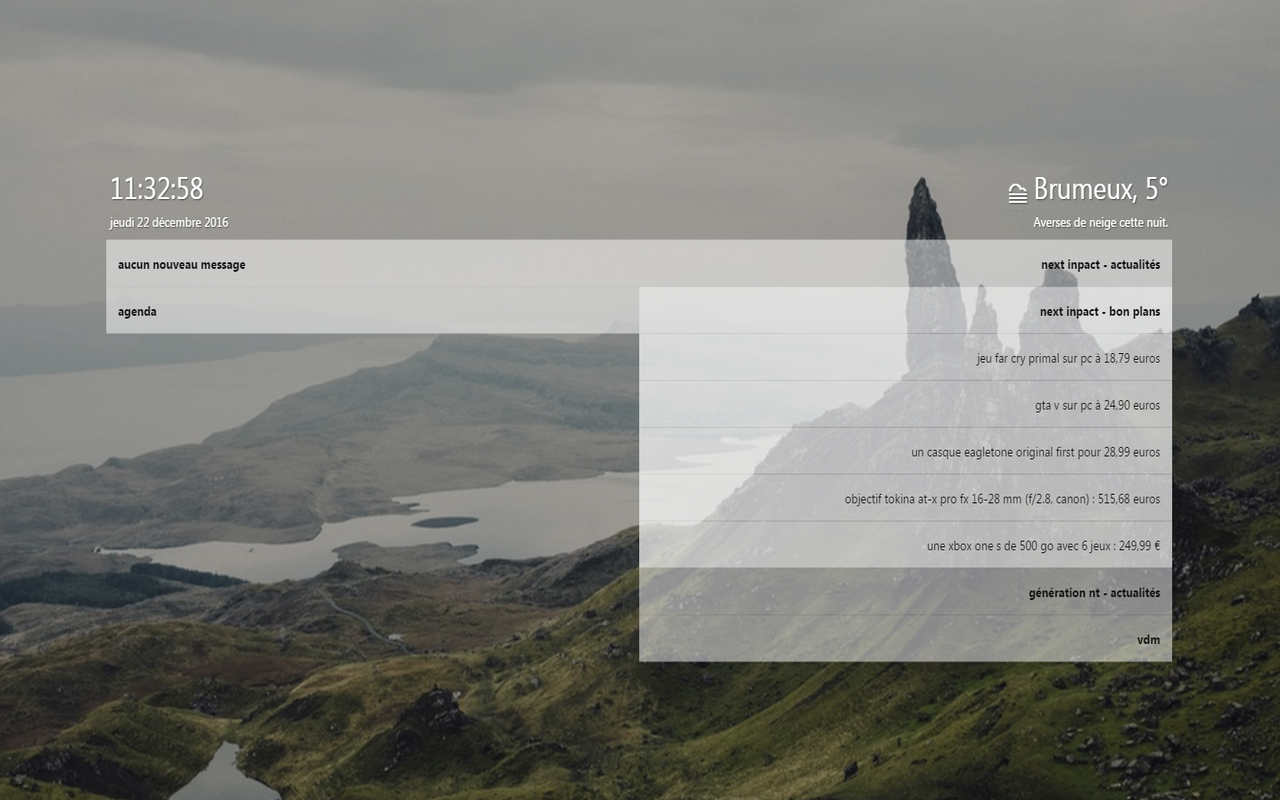 11:32:58
jeudi 22 décembre 2016
Brumeux, 5°
Averses de neige cette nuit.
aucun nouveau message
agenda
next inpact - actualités
next inpact - bon plans
jeu far cry primal sur pc à 18,79 euros
gta v sur pc à 24,90 euros
un casque eagletone original first pour 28,99 euros
objectif tokina at-x pro fx 16-28 mm (f/2.8, canon) : 515,68 euros
une xbox one s de 500 go avec 6 jeux : 249,99 €
génération nt - actualités
vdm